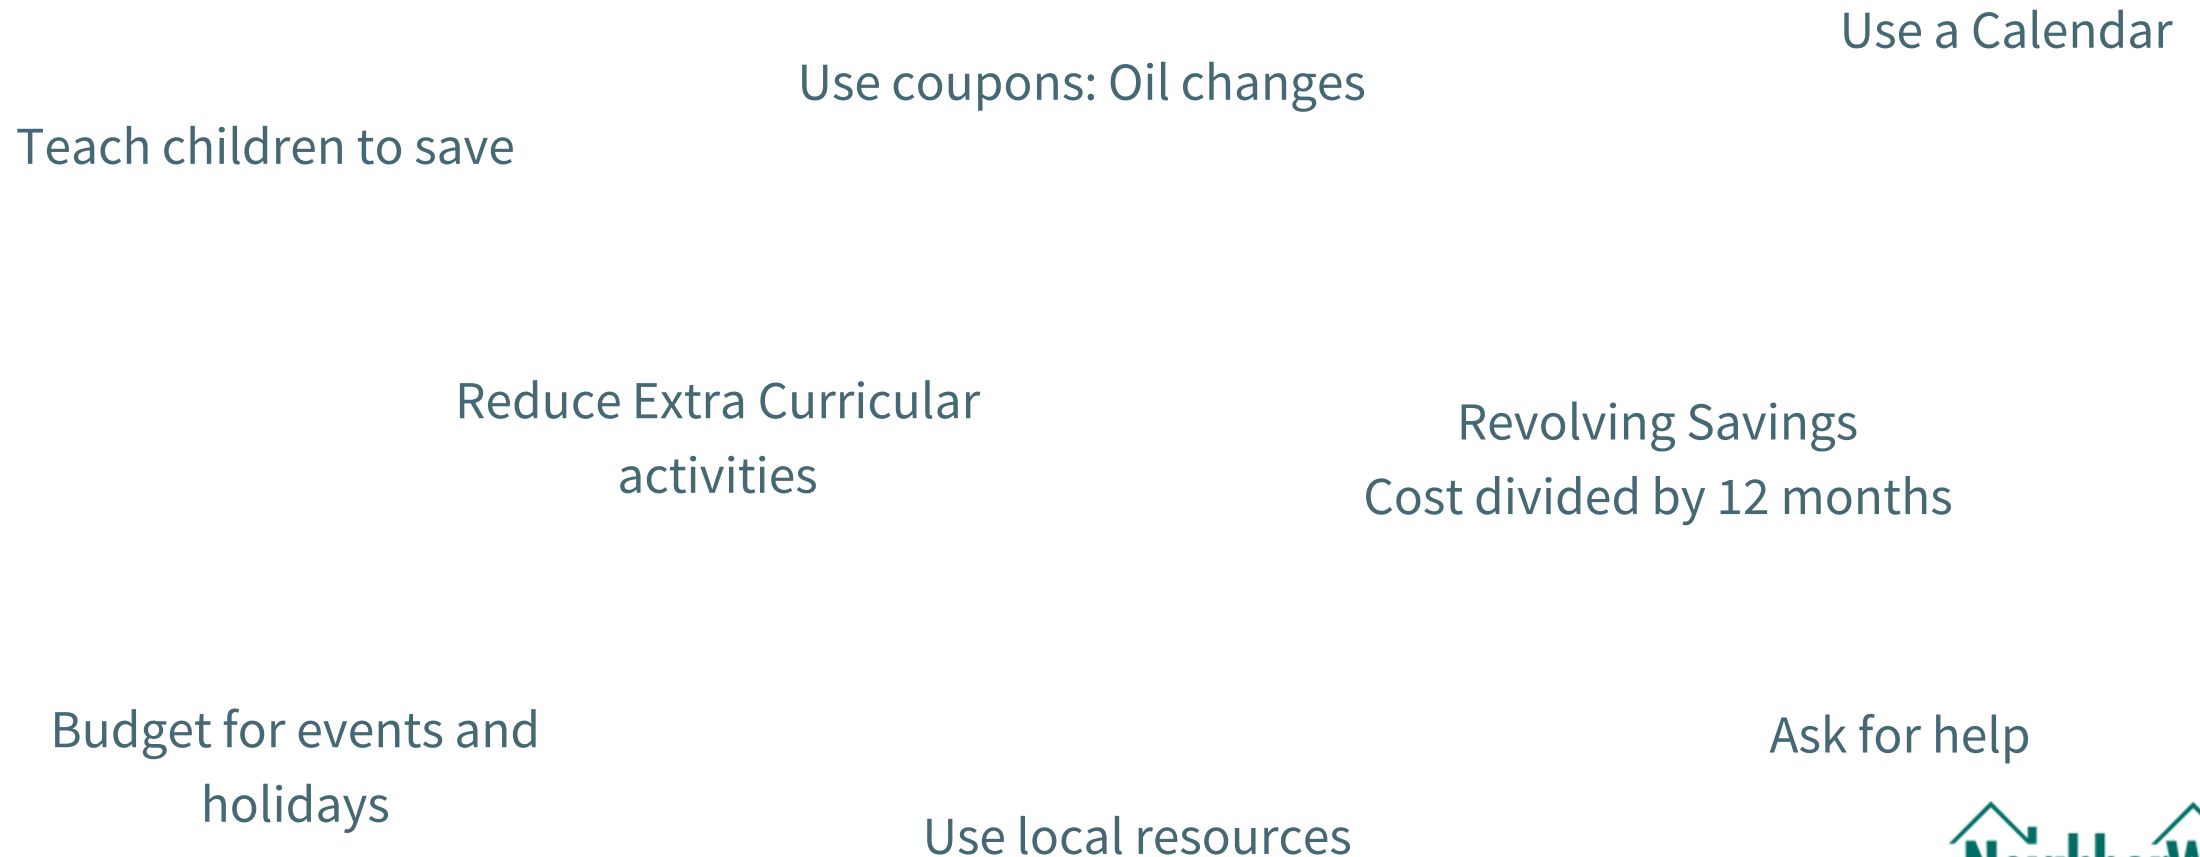 Use a Calendar
Use coupons: Oil changes
Teach children to save
Reduce Extra Curricular
activities
Revolving Savings
Cost divided by 12 months
Budget for events and
holidays
Ask for help
Use local resources